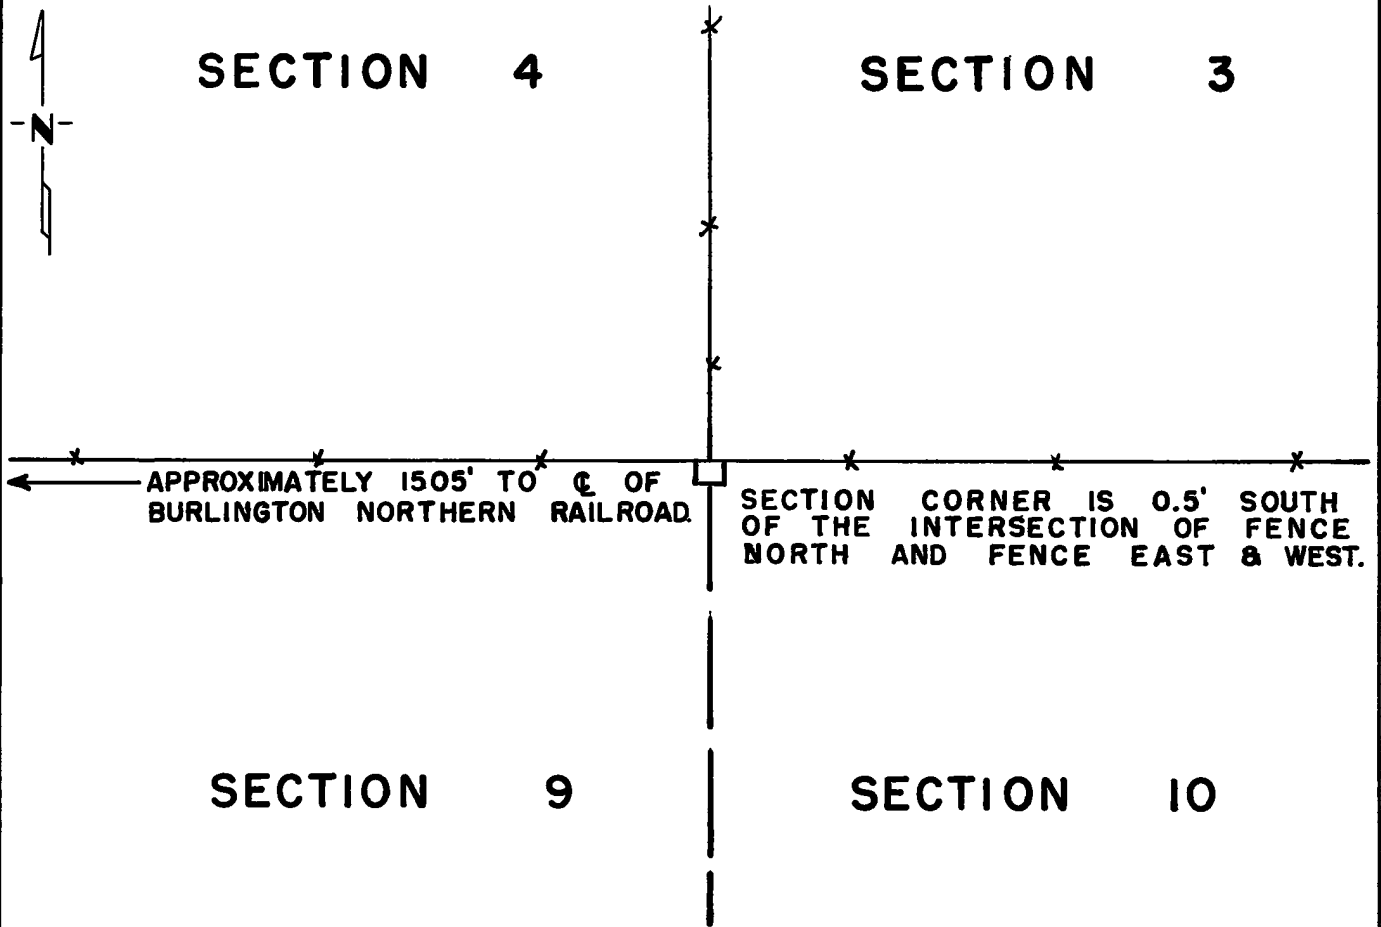 SECTION 4
SECTION 3
N
APPROXIMATELY 1505' TO ℄ OF
BURLINGTON NORTHERN RAILROAD.
SECTION CORNER IS 0.5' SOUTH
OF THE INTERSECTION OF FENCE
NORTH AND FENCE EAST & WEST.
SECTION 9
SECTION 10